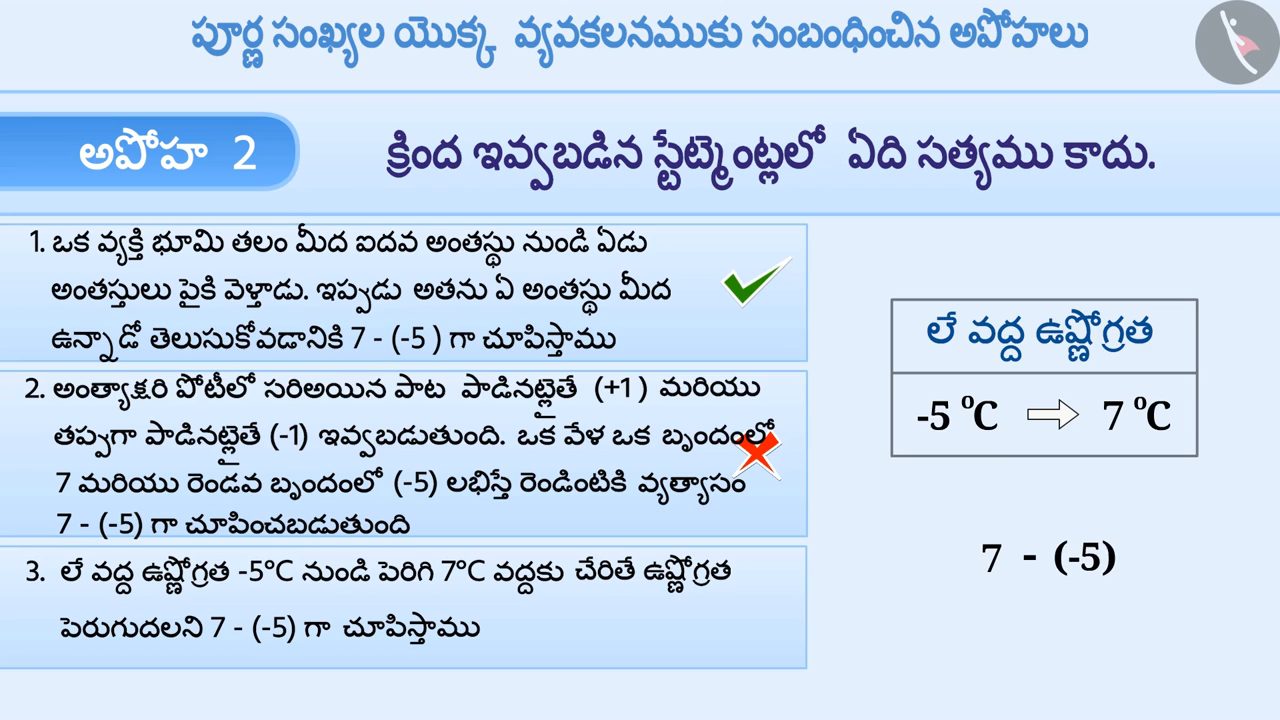 పూర్ణ సంఖ్యల యొక్క వ్యవకలనముకు సంబంధించిన అపోహలు
అపోహ 2
క్రింద ఇవ్వబడిన స్టేట్మెంట్లలో ఏది సత్యము కాదు.
1. ఒక వ్యక్తి భూమి తలం మీద ఐదవ అంతస్థు నుండి ఏడు
అంతస్తులు పైకి వెళ్తాడు. ఇప్పుడు అతను ఏ అంతస్థు మీద
ఉన్నాడో తెలుసుకోవడానికి 7 - (-5 ) గా చూపిస్తాము
2. అంత్యాక్షరి పోటీలో సరిఅయిన పాట పాడినట్లైతే (+1 ) మరియు
తప్పుగా పాడినట్లైతే (-1) ఇవ్వబడుతుంది. ఒక వేళ ఒక బృందంలో
7 మరియు రెండవ బృందంలో (-5) లభిస్తే రెండింటికి వ్యత్యాసం
7 - (-5) గా చూపించబడుతుంది
3. లే వద్ద ఉష్ణోగ్రత -5°C నుండి పెరిగి 7°C వద్దకు చేరితే ఉష్ణోగ్రత
పెరుగుదలని 7 - (-5) గా చూపిస్తాము
లే వద్ద ఉష్ణోగ్రత
-5 °C ⇨ 7 °C
7 - (-5)